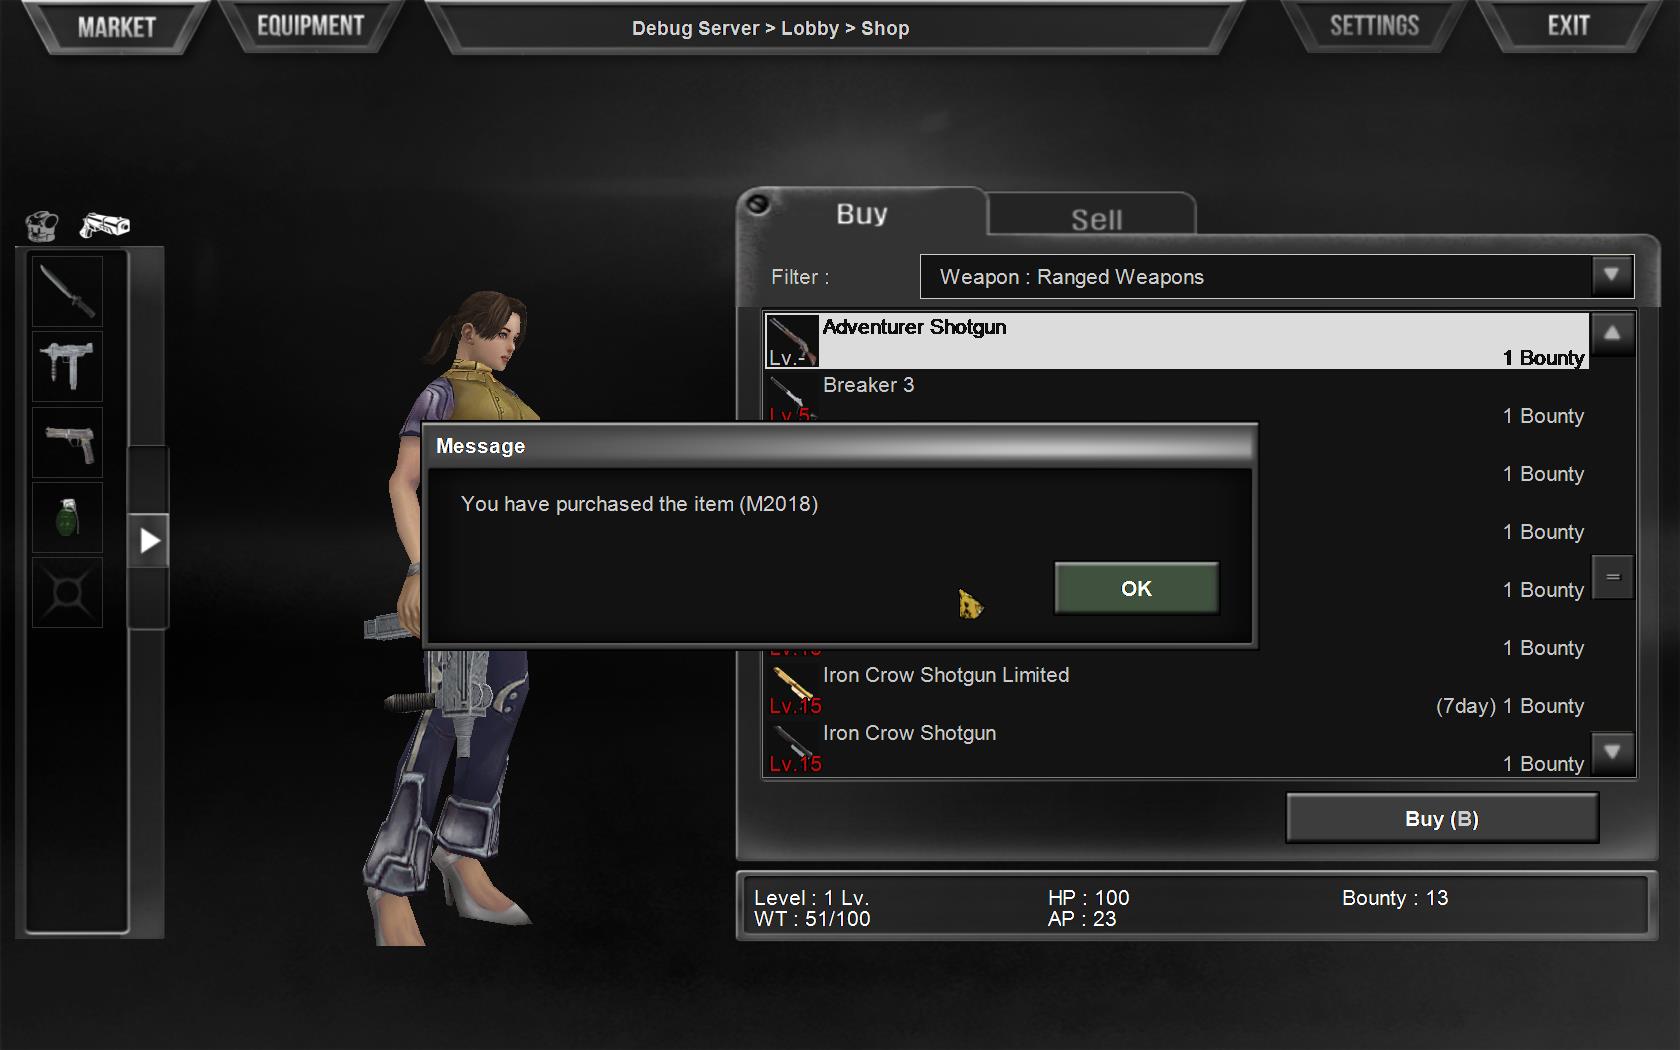 MARKET
EQUIPMENT
Debug Server > Lobby > Shop
SETTINGS
EXIT
Buy
Sell
Filter :
Weapon : Ranged Weapons
Adventurer Shotgun
Lv.-
1 Bounty
Breaker 3
Lv.5
1 Bounty
1 Bounty
1 Bounty
1 Bounty
1 Bounty
Message
You have purchased the item (M2018)
OK
Iron Crow Shotgun Limited
Lv.15
(7day) 1 Bounty
Iron Crow Shotgun
Lv.15
1 Bounty
Buy (B)
Level : 1 Lv.
HP : 100
Bounty : 13
WT : 51/100
AP : 23